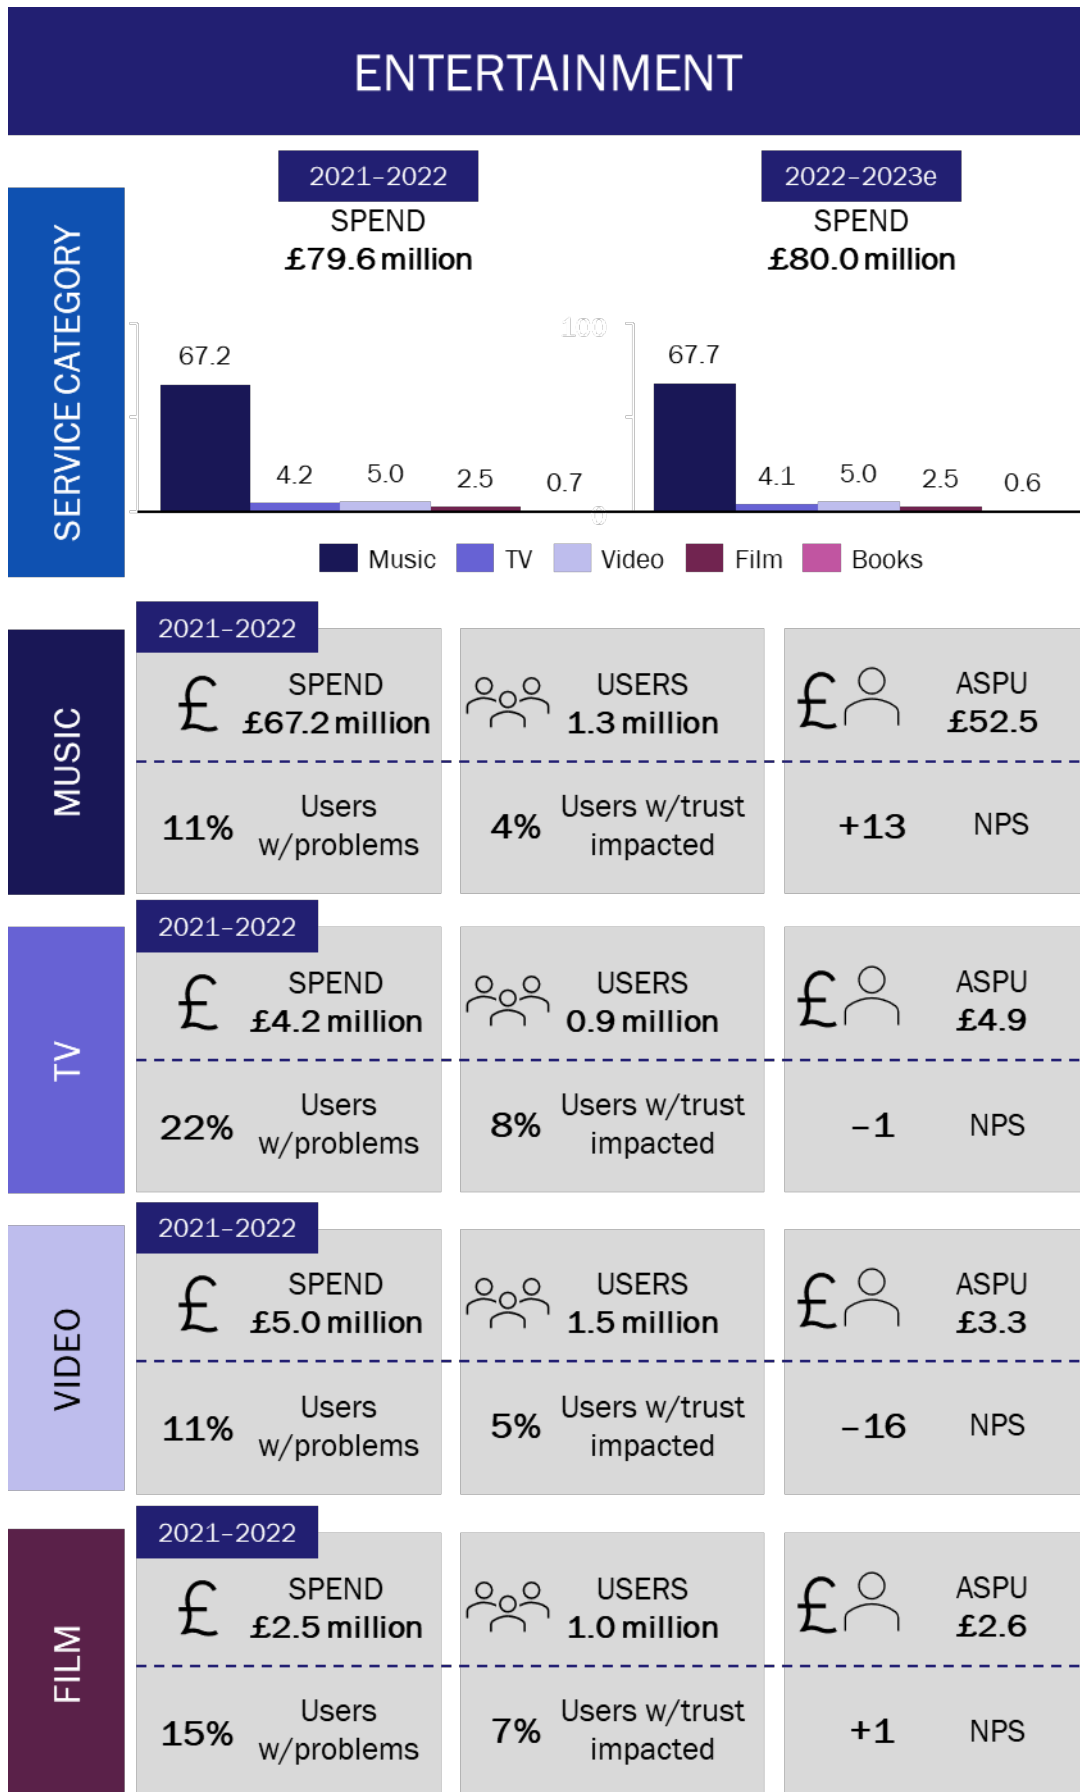 ENTERTAINMENT
2021–2022
2022–2023e
SPEND
£79.6 million
SPEND
£80.0 million
SERVICE CATEGORY
100
0
67.2
4.2
5.0
2.5
0.7
67.7
4.1
5.0
2.5
0.6
Music
TV
Video
Film
Books
MUSIC
2021–2022
£
SPEND
£67.2 million
USERS
1.3 million
£
ASPU
£52.5
11%
Users
w/problems
4%
Users w/trust
impacted
+13
NPS
TV
2021–2022
£
SPEND
£4.2 million
USERS
0.9 million
£
ASPU
£4.9
22%
Users
w/problems
8%
Users w/trust
impacted
–1
NPS
VIDEO
2021–2022
£
SPEND
£5.0 million
USERS
1.5 million
£
ASPU
£3.3
11%
Users
w/problems
5%
Users w/trust
impacted
–16
NPS
FILM
2021–2022
£
SPEND
£2.5 million
USERS
1.0 million
£
ASPU
£2.6
15%
Users
w/problems
7%
Users w/trust
impacted
+1
NPS